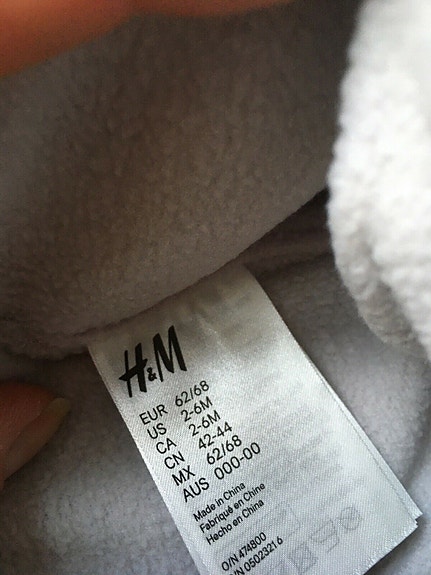 H&M
EUR 62/68
US 2-6M
CA 2-6M
CN 42-44
MX 62/68
AUS 000-00
Made in China
Fabriqué en Chine
Hecho en China
O/N 474800